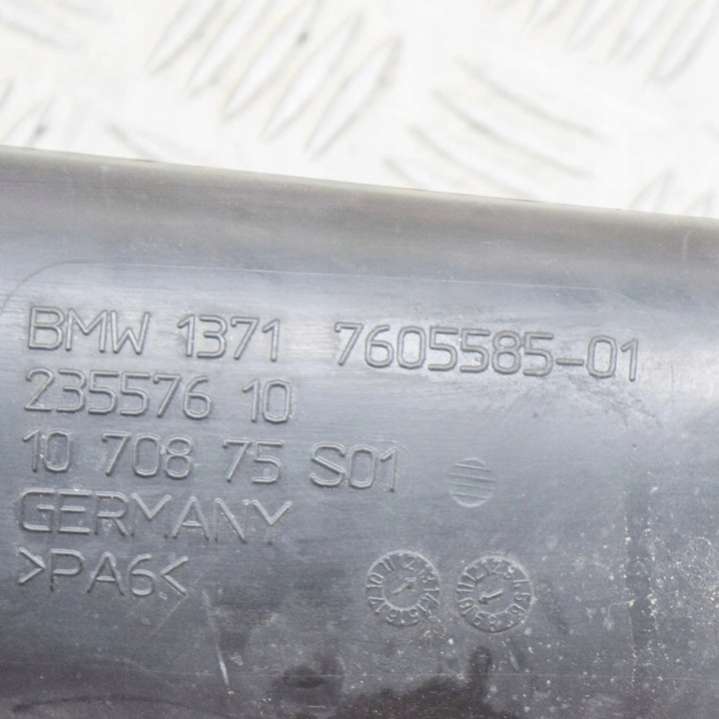 BMW 1371 7605585-01
235576 10
10 708 75 S01
GERMANY
>PA6<